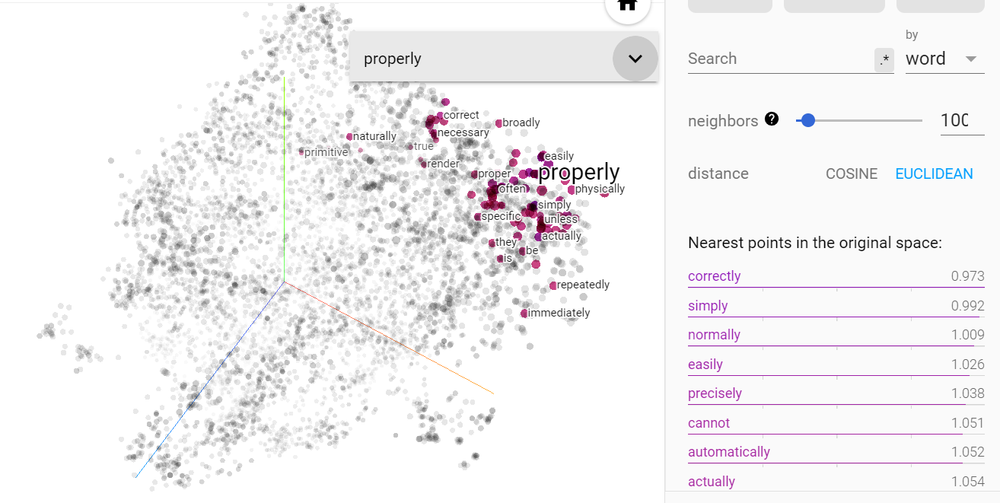 properly
correct
broadly
necessary
naturally
true
primitive
render
easily
properly
proper
often
physically
simply
specific
unless
actually
they
be
is
repeatedly
immediately
by
Search
.*
word
neighbors
?
100
distance
COSINE
EUCLIDEAN
Nearest points in the original space:
correctly 0.973
simply 0.992
normally 1.009
easily 1.026
precisely 1.038
cannot 1.051
automatically 1.052
actually 1.054